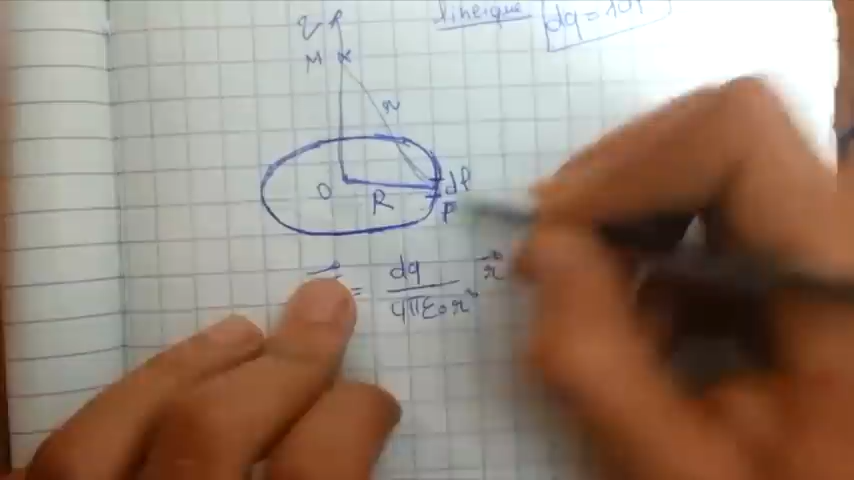 linéique
dq = λdl
M
r
O
R
dl
P
= dq / 4πε0r² r